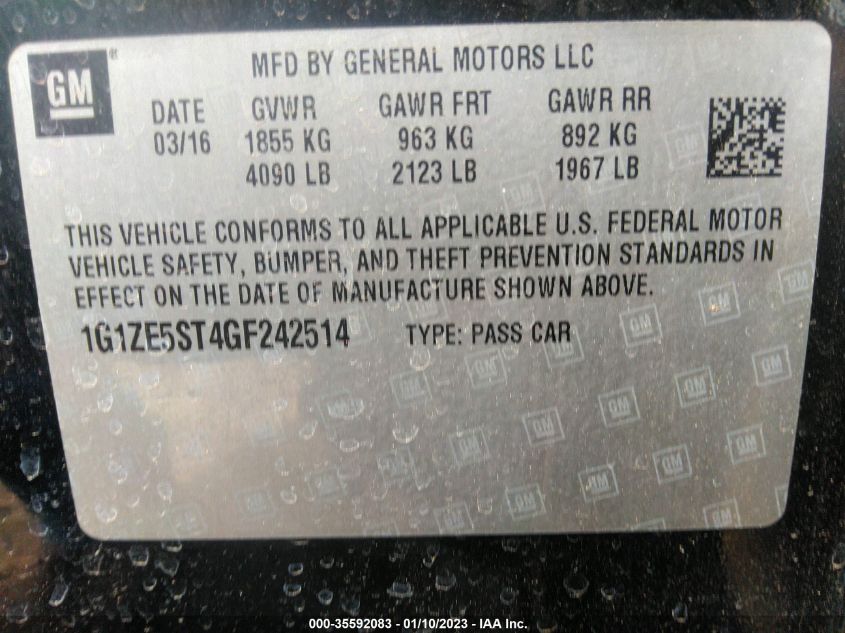 GM ®
MFD BY GENERAL MOTORS LLC
DATE GVWR GAWR FRT GAWR RR
03/16 1855 KG 963 KG 892 KG
4090 LB 2123 LB 1967 LB
THIS VEHICLE CONFORMS TO ALL APPLICABLE U.S. FEDERAL MOTOR
VEHICLE SAFETY, BUMPER, AND THEFT PREVENTION STANDARDS IN
EFFECT ON THE DATE OF MANUFACTURE SHOWN ABOVE.
1G1ZE5ST4GF242514 TYPE: PASS CAR
000-35592083 - 01/10/2023 - IAA Inc.